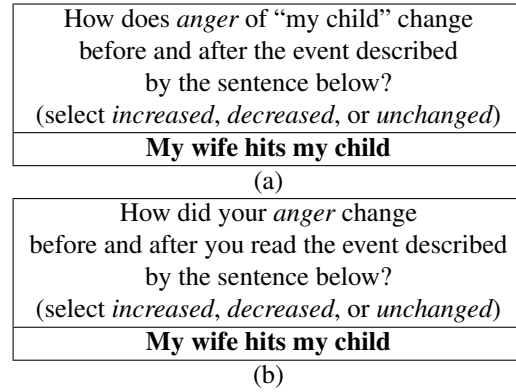 How does anger of “my child” change
before and after the event described
by the sentence below?
(select increased, decreased, or unchanged)
My wife hits my child
(a)
How did your anger change
before and after you read the event described
by the sentence below?
(select increased, decreased, or unchanged)
My wife hits my child
(b)